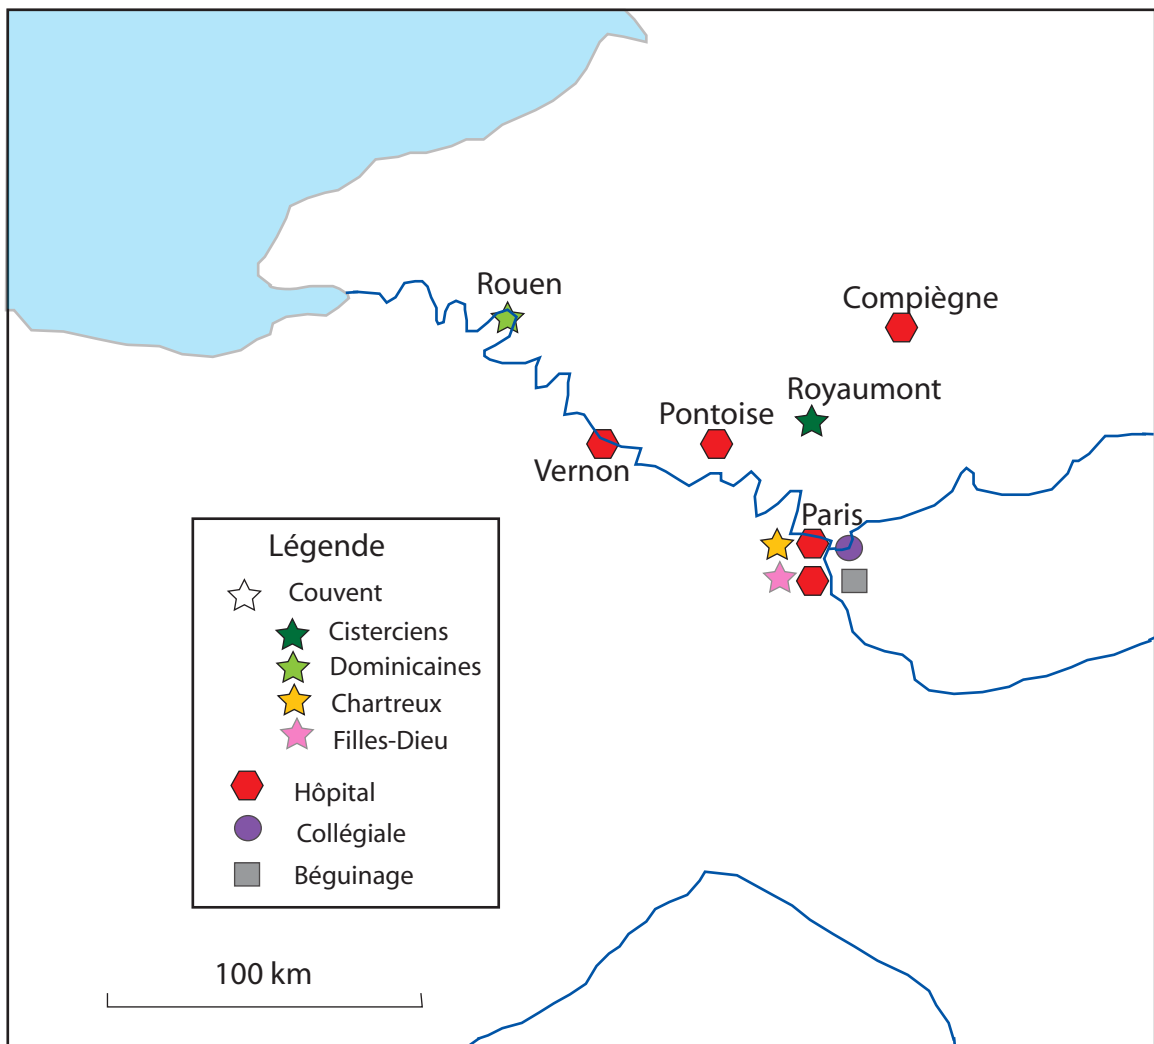 Rouen
Compiègne
Royaumont
Pontoise
Vernon
Paris
Légende
Couvent
Cisterciens
Dominicaines
Chartreux
Filles-Dieu
Hôpital
Collégiale
Béguinage
100 km